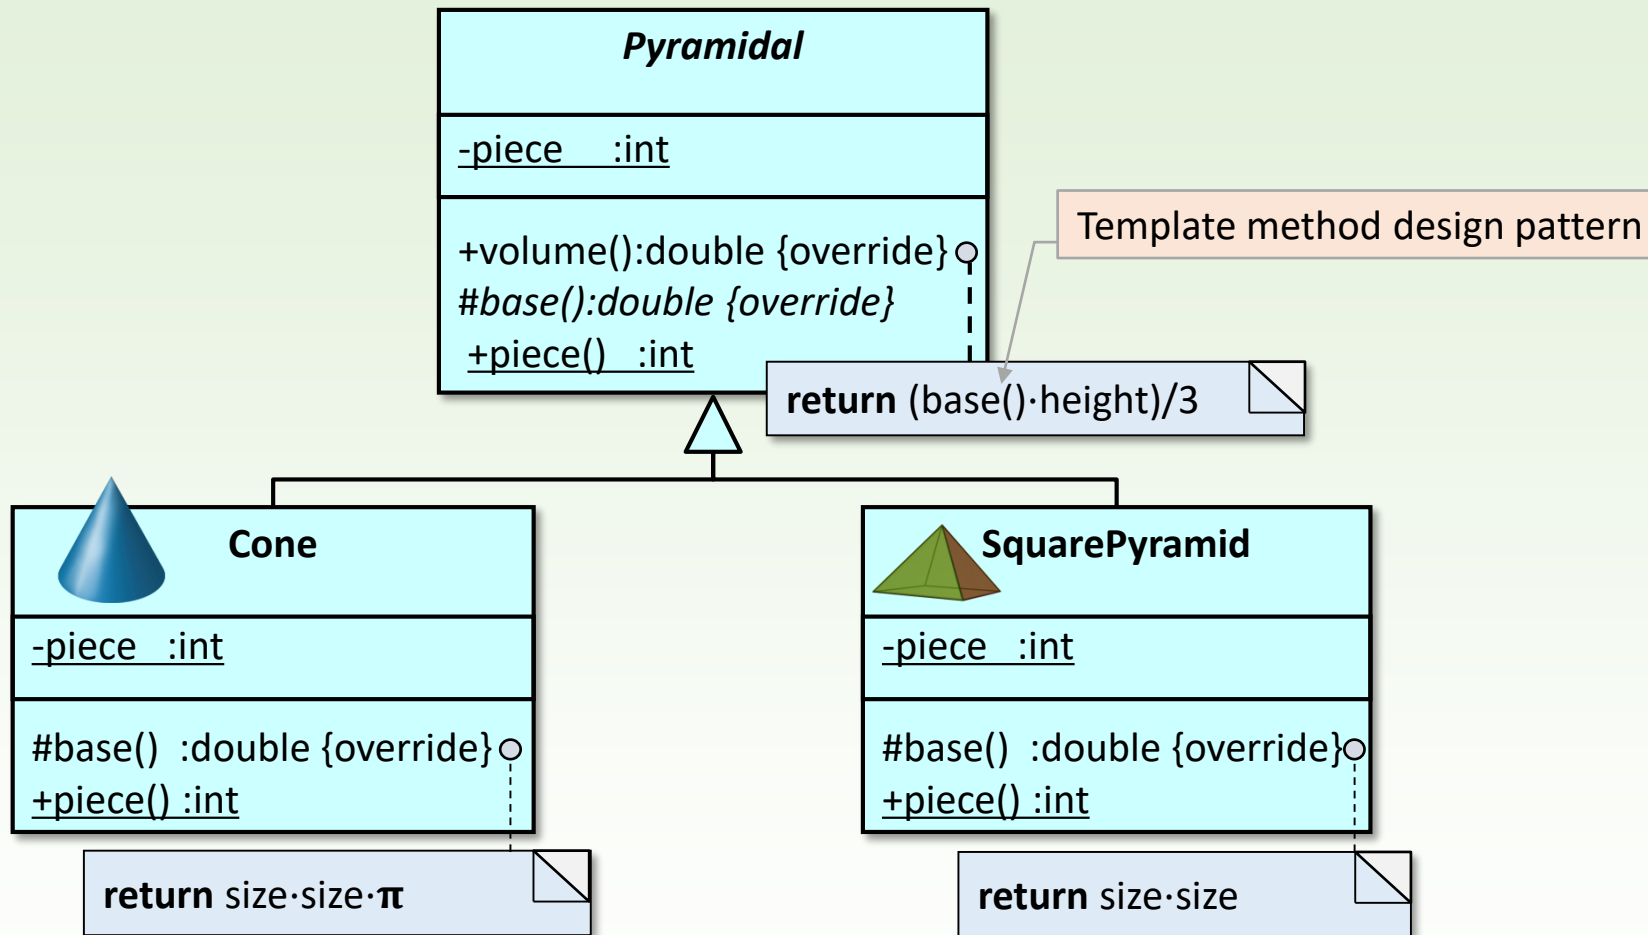 Pyramidal
-piece :int
+volume():double {override}
#base():double {override}
+piece() :int
Template method design pattern
return (base()·height)/3
Cone
-piece :int
#base() :double {override}
+piece() :int
return size·size·π
SquarePyramid
-piece :int
#base() :double {override}
+piece() :int
return size·size